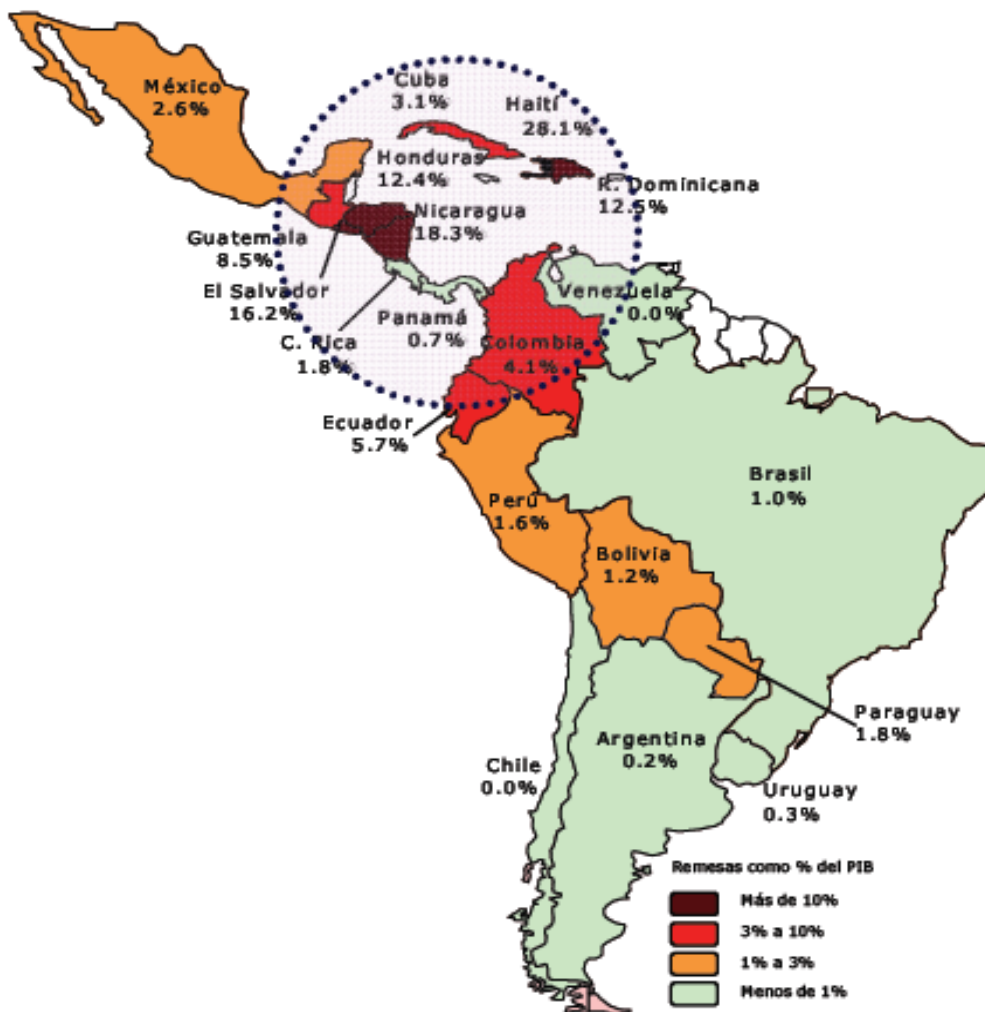 México
2.6%
Cuba
3.1%
Haití
28.1%
Honduras
12.4%
R. Dominicana
12.5%
Nicaragua
18.3%
Guatemala
8.5%
El Salvador
16.2%
C. Rica
1.8%
Panamá
0.7%
Venezuela
0.0%
Colombia
4.1%
Ecuador
5.7%
Brasil
1.0%
Perú
1.6%
Bolivia
1.2%
Paraguay
1.8%
Argentina
0.2%
Chile
0.0%
Uruguay
0.3%
Remesas como % del PIB
Más de 10%
3% a 10%
1% a 3%
Menos de 1%